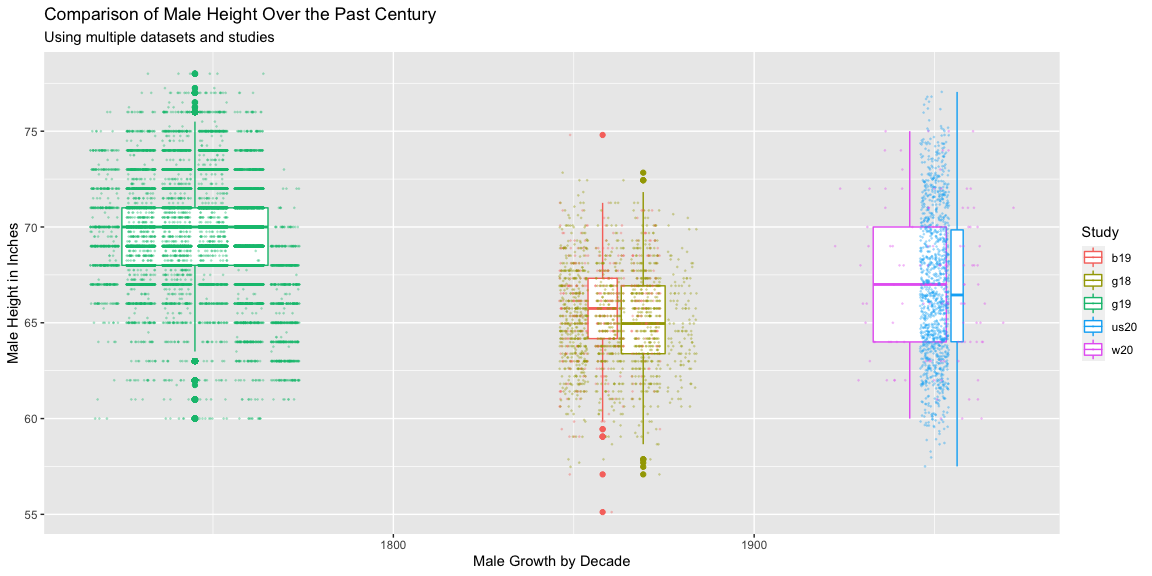 Comparison of Male Height Over the Past Century
Using multiple datasets and studies
Male Height in Inches
75
70
65
60
55
1800
1900
Male Growth by Decade
Study
b19
g18
g19
us20
w20